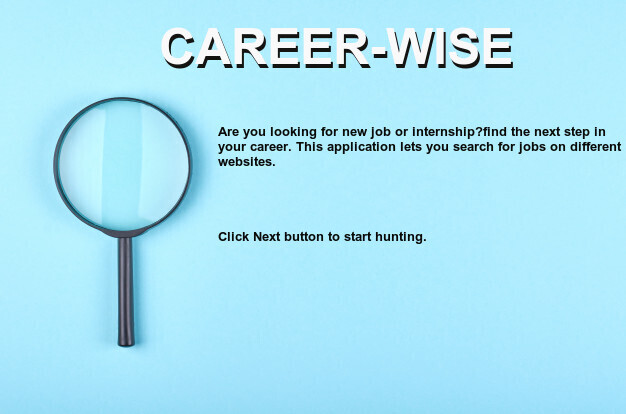 CAREER-WISE
Are you looking for new job or internship?find the next step in
your career. This application lets you search for jobs on different
websites.
Click Next button to start hunting.